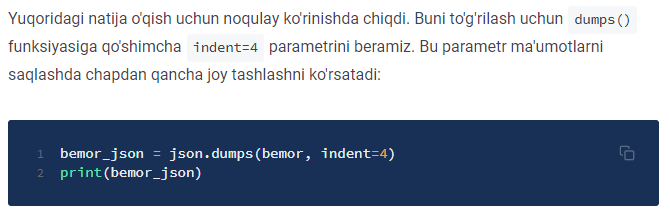 Yuqoridagi natija o'qish uchun noqulay ko'rinishda chiqdi. Buni to'g'rilash uchun dumps()
funksiyasiga qo'shimcha indent=4 parametrini beramiz. Bu parametr ma'umotlarni
saqlashda chapdan qancha joy tashlashni ko'rsatadi:
1 bemor_json = json.dumps(bemor, indent=4)
2 print(bemor_json)